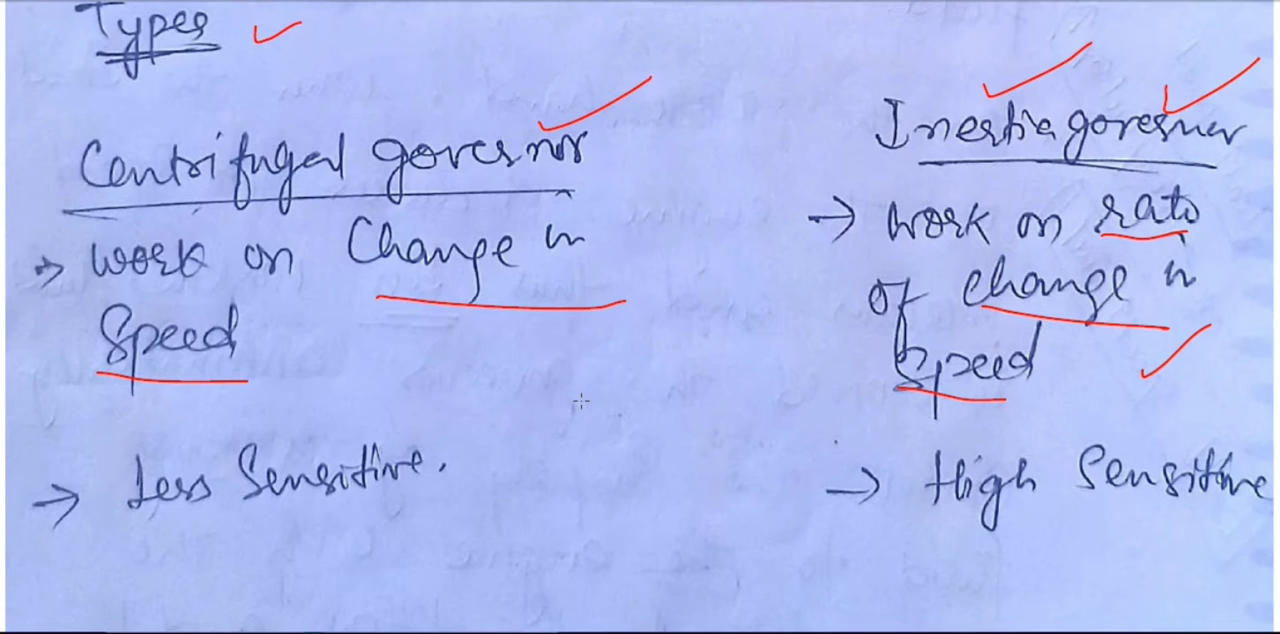 Types
Centrifugal governor
→ work on Change in
Speed
→ Less Sensitive.
Inertia governer
→ work on rate
of change in
Speed
→ High Sensitive